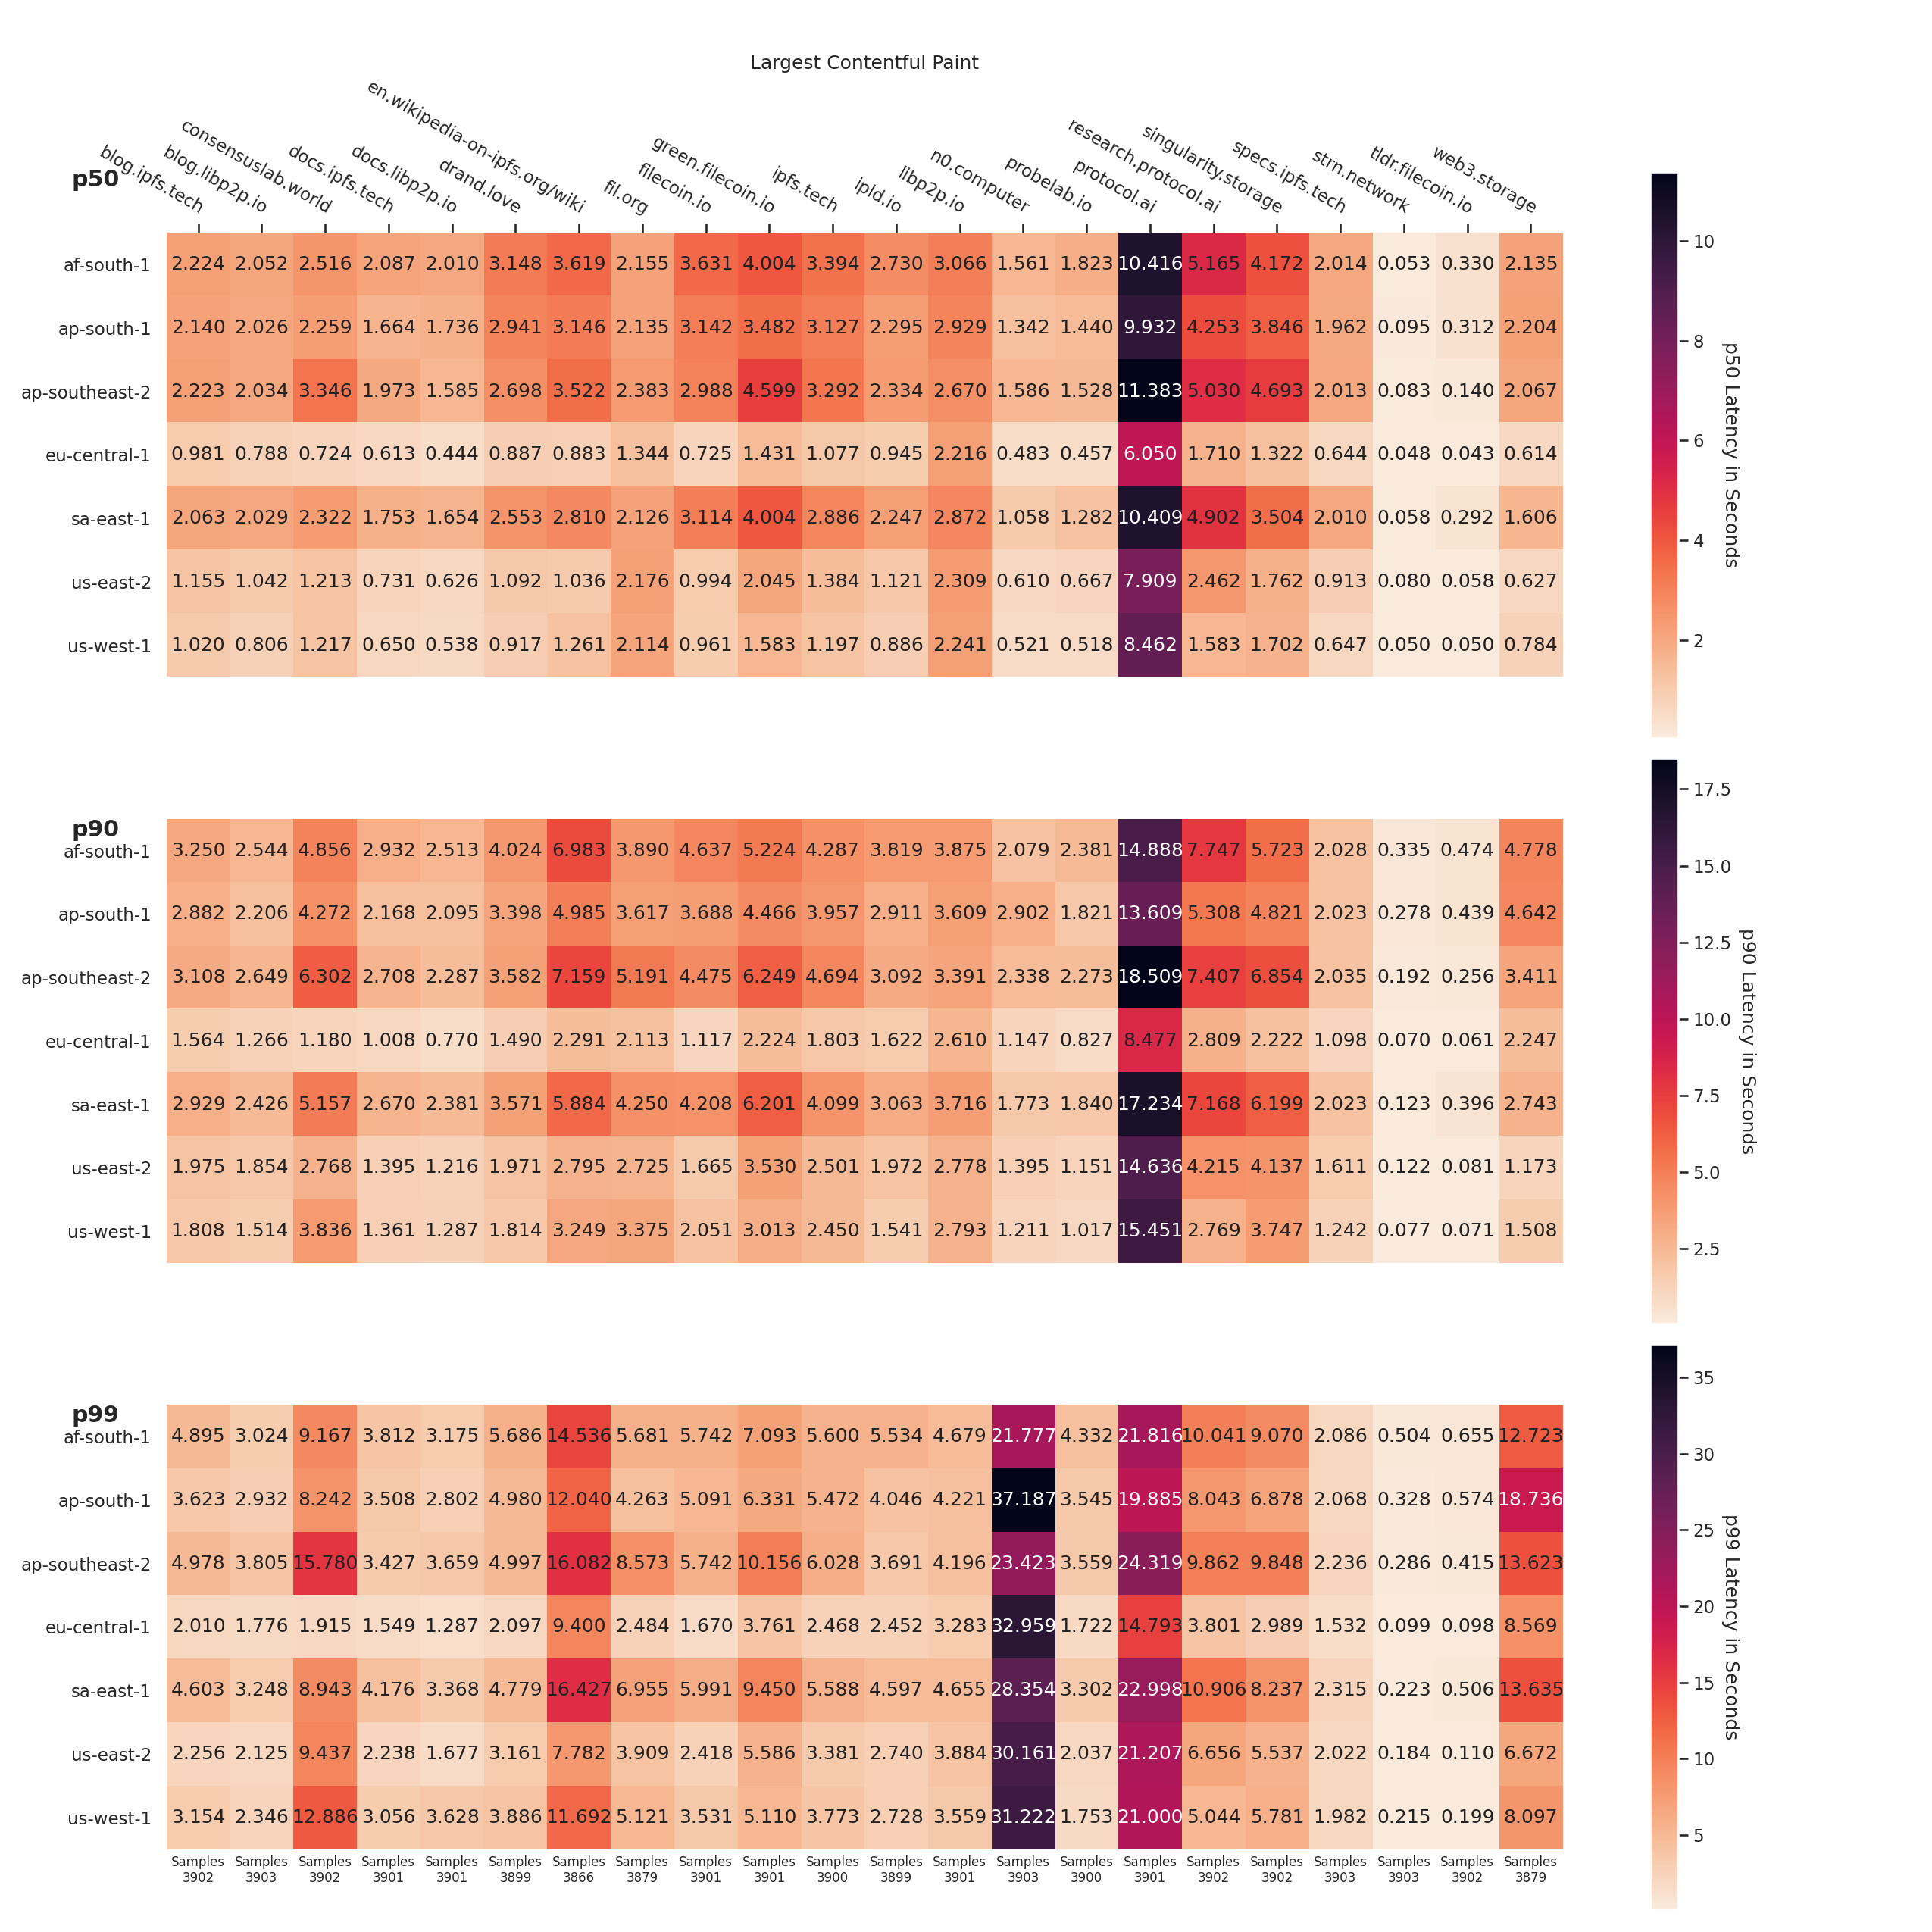 Largest Contentful Paint
p50
blog.ipfs.tech
blog.libp2p.io
consensuslab.world
docs.ipfs.tech
docs.libp2p.io
drand.love
en.wikipedia-on-ipfs.org/wiki
fil.org
filecoin.io
green.filecoin.io
ipfs.tech
ipld.io
libp2p.io
n0.computer
probelab.io
protocol.ai
research.protocol.ai
singularity.storage
specs.ipfs.tech
strn.network
tldr.filecoin.io
web3.storage
af-south-1 2.224 2.052 2.516 2.087 2.010 3.148 3.619 2.155 3.631 4.004 3.394 2.730 3.066 1.561 1.823 10.416 5.165 4.172 2.014 0.053 0.330 2.135
ap-south-1 2.140 2.026 2.259 1.664 1.736 2.941 3.146 2.135 3.142 3.482 3.127 2.295 2.929 1.342 1.440 9.932 4.253 3.846 1.962 0.095 0.312 2.204
ap-southeast-2 2.223 2.034 3.346 1.973 1.585 2.698 3.522 2.383 2.988 4.599 3.292 2.334 2.670 1.586 1.528 11.383 5.030 4.693 2.013 0.083 0.140 2.067
eu-central-1 0.981 0.788 0.724 0.613 0.444 0.887 0.883 1.344 0.725 1.431 1.077 0.945 2.216 0.483 0.457 6.050 1.710 1.322 0.644 0.048 0.043 0.614
sa-east-1 2.063 2.029 2.322 1.753 1.654 2.553 2.810 2.126 3.114 4.004 2.886 2.247 2.872 1.058 1.282 10.409 4.902 3.504 2.010 0.058 0.292 1.606
us-east-2 1.155 1.042 1.213 0.731 0.626 1.092 1.036 2.176 0.994 2.045 1.384 1.121 2.309 0.610 0.667 7.909 2.462 1.762 0.913 0.080 0.058 0.627
us-west-1 1.020 0.806 1.217 0.650 0.538 0.917 1.261 2.114 0.961 1.583 1.197 0.886 2.241 0.521 0.518 8.462 1.583 1.702 0.647 0.050 0.050 0.784
10
8
6
4
2
p50 Latency in Seconds
p90
af-south-1 3.250 2.544 4.856 2.932 2.513 4.024 6.983 3.890 4.637 5.224 4.287 3.819 3.875 2.079 2.381 14.888 7.747 5.723 2.028 0.335 0.474 4.778
ap-south-1 2.882 2.206 4.272 2.168 2.095 3.398 4.985 3.617 3.688 4.466 3.957 2.911 3.609 2.902 1.821 13.609 5.308 4.821 2.023 0.278 0.439 4.642
ap-southeast-2 3.108 2.649 6.302 2.708 2.287 3.582 7.159 5.191 4.475 6.249 4.694 3.092 3.391 2.338 2.273 18.509 7.407 6.854 2.035 0.192 0.256 3.411
eu-central-1 1.564 1.266 1.180 1.008 0.770 1.490 2.291 2.113 1.117 2.224 1.803 1.622 2.610 1.147 0.827 8.477 2.809 2.222 1.098 0.070 0.061 2.247
sa-east-1 2.929 2.426 5.157 2.670 2.381 3.571 5.884 4.250 4.208 6.201 4.099 3.063 3.716 1.773 1.840 17.234 7.168 6.199 2.023 0.123 0.396 2.743
us-east-2 1.975 1.854 2.768 1.395 1.216 1.971 2.795 2.725 1.665 3.530 2.501 1.972 2.778 1.395 1.151 14.636 4.215 4.137 1.611 0.122 0.081 1.173
us-west-1 1.808 1.514 3.836 1.361 1.287 1.814 3.249 3.375 2.051 3.013 2.450 1.541 2.793 1.211 1.017 15.451 2.769 3.747 1.242 0.077 0.071 1.508
17.5
15.0
12.5
10.0
7.5
5.0
2.5
p90 Latency in Seconds
p99
af-south-1 4.895 3.024 9.167 3.812 3.175 5.686 14.536 5.681 5.742 7.093 5.600 5.534 4.679 21.777 4.332 21.816 10.041 9.070 2.086 0.504 0.655 12.723
ap-south-1 3.623 2.932 8.242 3.508 2.802 4.980 12.040 4.263 5.091 6.331 5.472 4.046 4.221 37.187 3.545 19.885 8.043 6.878 2.068 0.328 0.574 18.736
ap-southeast-2 4.978 3.805 15.780 3.427 3.659 4.997 16.082 8.573 5.742 10.156 6.028 3.691 4.196 23.423 3.559 24.319 9.862 9.848 2.236 0.286 0.415 13.623
eu-central-1 2.010 1.776 1.915 1.549 1.287 2.097 9.400 2.484 1.670 3.761 2.468 2.452 3.283 32.959 1.722 14.793 3.801 2.989 1.532 0.099 0.098 8.569
sa-east-1 4.603 3.248 8.943 4.176 3.368 4.779 16.427 6.955 5.991 9.450 5.588 4.597 4.655 28.354 3.302 22.998 10.906 8.237 2.315 0.223 0.506 13.635
us-east-2 2.256 2.125 9.437 2.238 1.677 3.161 7.782 3.909 2.418 5.586 3.381 2.740 3.884 30.161 2.037 21.207 6.656 5.537 2.022 0.184 0.110 6.672
us-west-1 3.154 2.346 12.886 3.056 3.628 3.886 11.692 5.121 3.531 5.110 3.773 2.728 3.559 31.222 1.753 21.000 5.044 5.781 1.982 0.215 0.199 8.097
Samples Samples Samples Samples Samples Samples Samples Samples Samples Samples Samples Samples Samples Samples Samples Samples Samples Samples Samples Samples Samples Samples
3902 3903 3902 3901 3901 3899 3866 3879 3901 3901 3900 3899 3901 3903 3900 3901 3902 3902 3903 3903 3902 3879
35
30
25
20
15
10
5
p99 Latency in Seconds